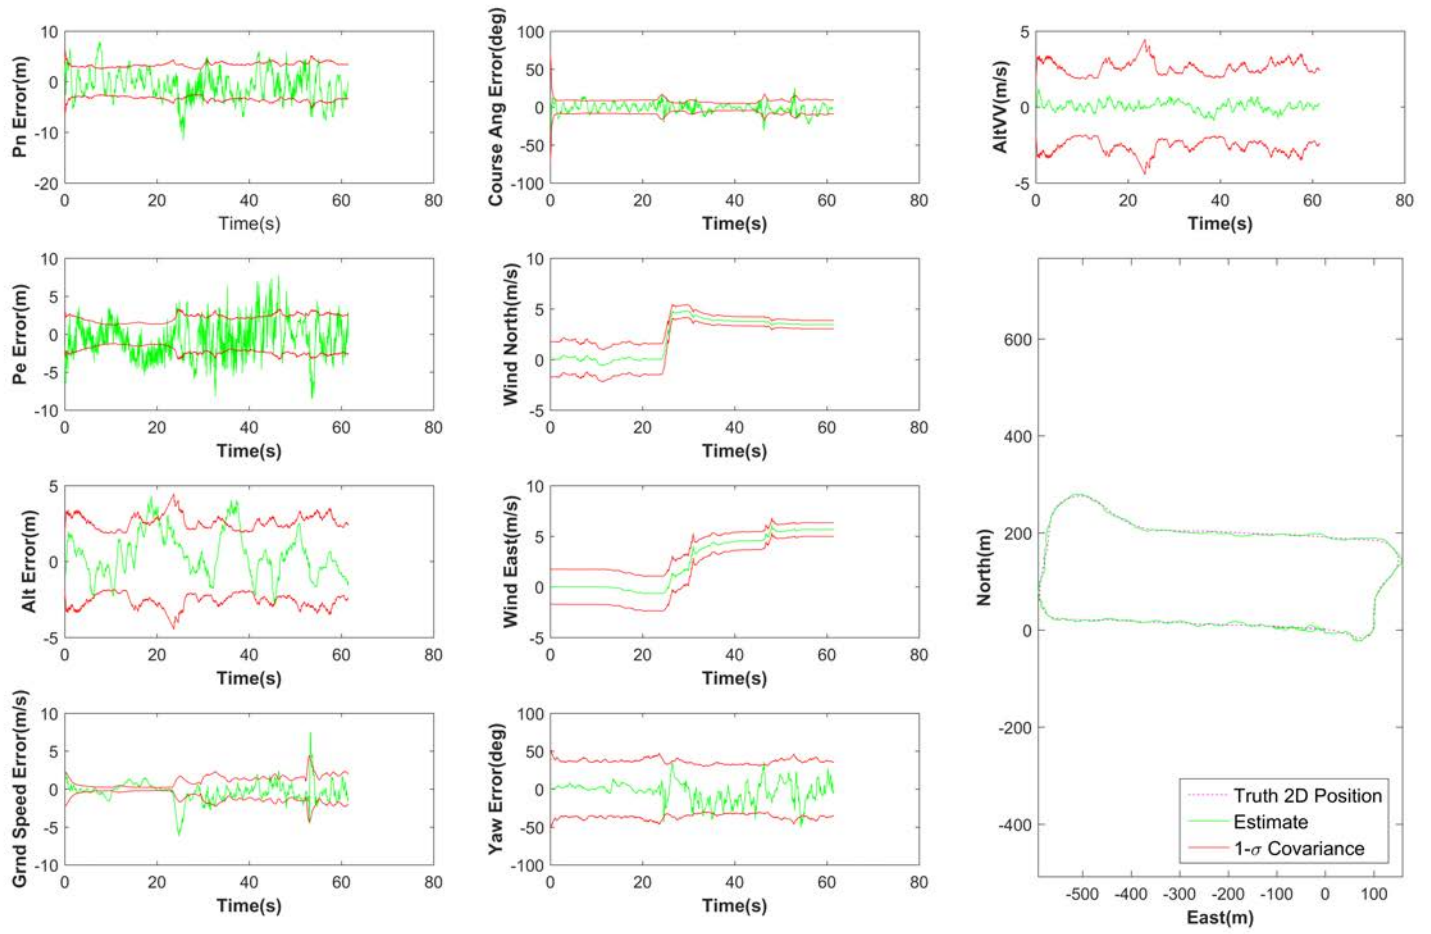 Pn Error(m)
10
0
-10
-20
0 20 40 60 80
Time(s)
Course Ang Error(deg)
100
50
0
-50
-100
0 20 40 60 80
Time(s)
AltVV(m/s)
5
0
-5
0 20 40 60 80
Time(s)
Pe Error(m)
10
5
0
-5
-10
0 20 40 60 80
Time(s)
Wind North(m/s)
10
5
0
-5
0 20 40 60 80
Time(s)
Alt Error(m)
5
0
-5
0 20 40 60 80
Time(s)
Wind East(m/s)
10
5
0
-5
0 20 40 60 80
Time(s)
Grnd Speed Error(m/s)
10
5
0
-5
-10
0 20 40 60 80
Time(s)
Yaw Error(deg)
100
50
0
-50
-100
0 20 40 60 80
Time(s)
North(m)
600
400
200
0
-200
-400
Truth 2D Position
Estimate
1-σ Covariance
-500 -400 -300 -200 -100 0 100
East(m)